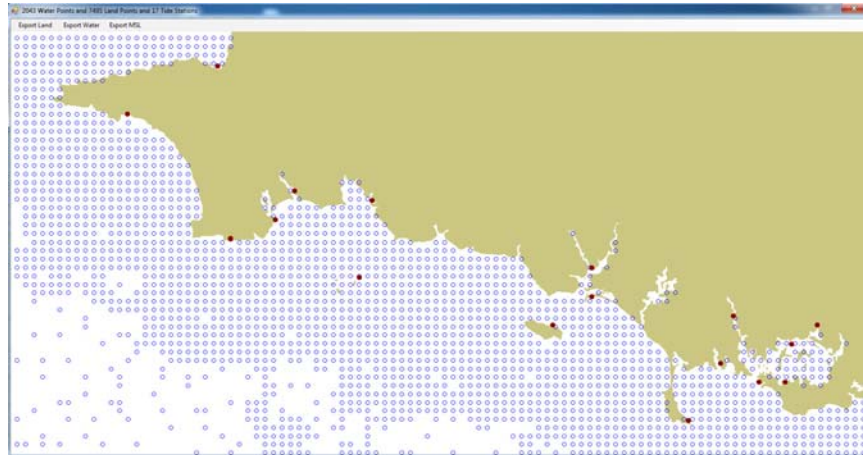 2043 Water Points and 7485 Land Points and 17 Tide Stations
Export Land Export Water Export MSL